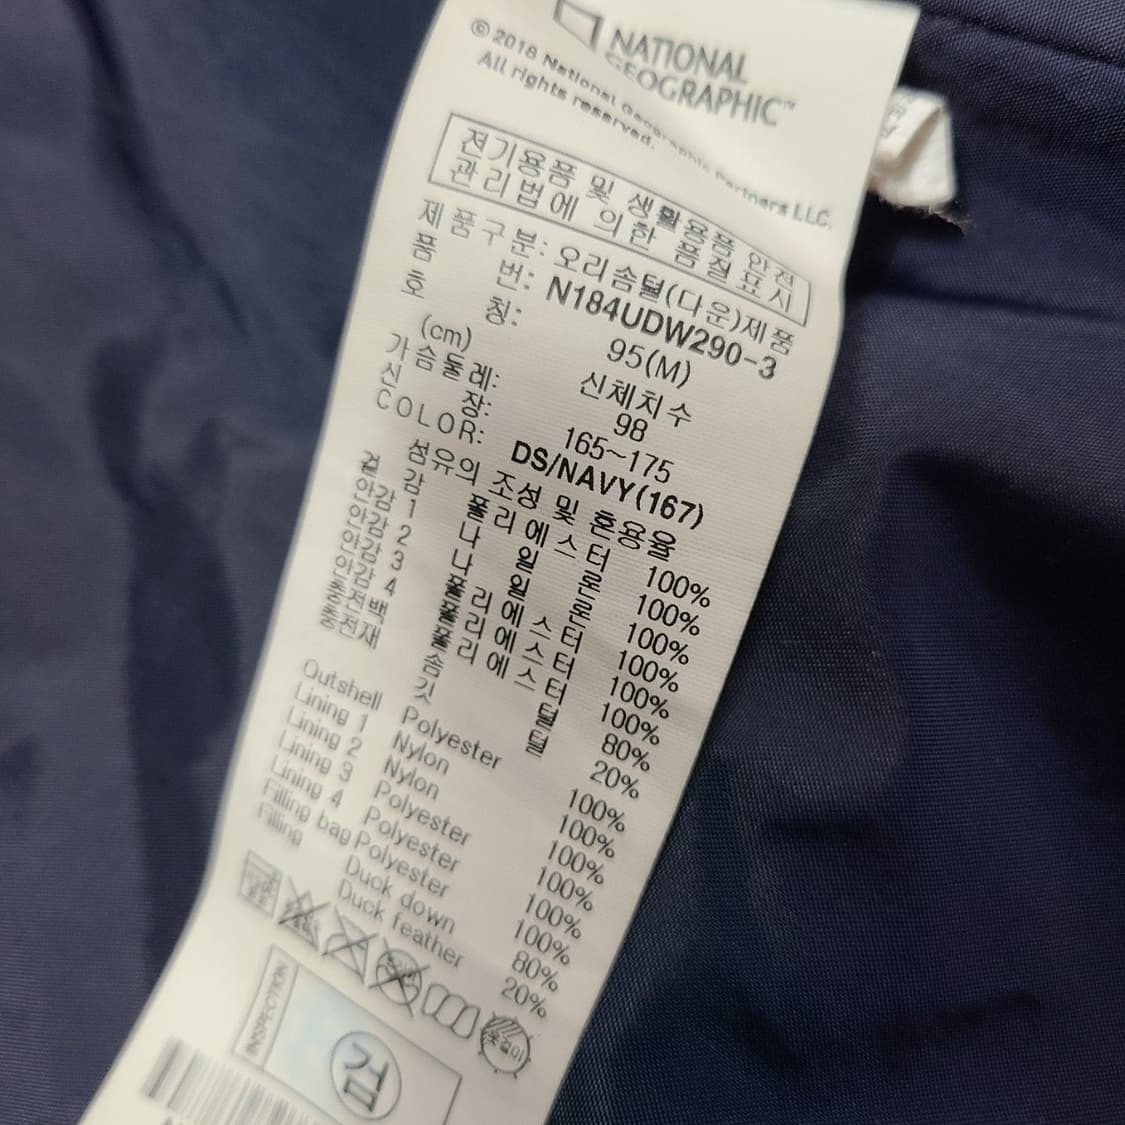 NATIONAL
GEOGRAPHIC™
©2018 National Geographic Partners LLC.
All rights reserved.
전기용품 및 생활용품 안전
관리법에 의한 품질표시
제품구분: 오리솜털(다운)제품
품 번: N184UDW290-3
호 칭: 95(M)
(cm) 신체치수
가슴둘레: 98
신 장: 165~175
COLOR: DS/NAVY(167)
섬유의 조성 및 혼용율
겉감 폴리에스터 100%
안감 1 나일론 100%
안감 2 나일론 100%
안감 3 폴리에스터 100%
안감 4 폴리에스터 100%
충전백 폴리에스터 100%
충전재 솜털 80%
깃털 20%
Outshell Polyester 100%
Lining 1 Nylon 100%
Lining 2 Nylon 100%
Lining 3 Polyester 100%
Lining 4 Polyester 100%
Filling bag Polyester 100%
Filling Duck down 80%
Duck feather 20%
옷걸이
INSPECTION
검